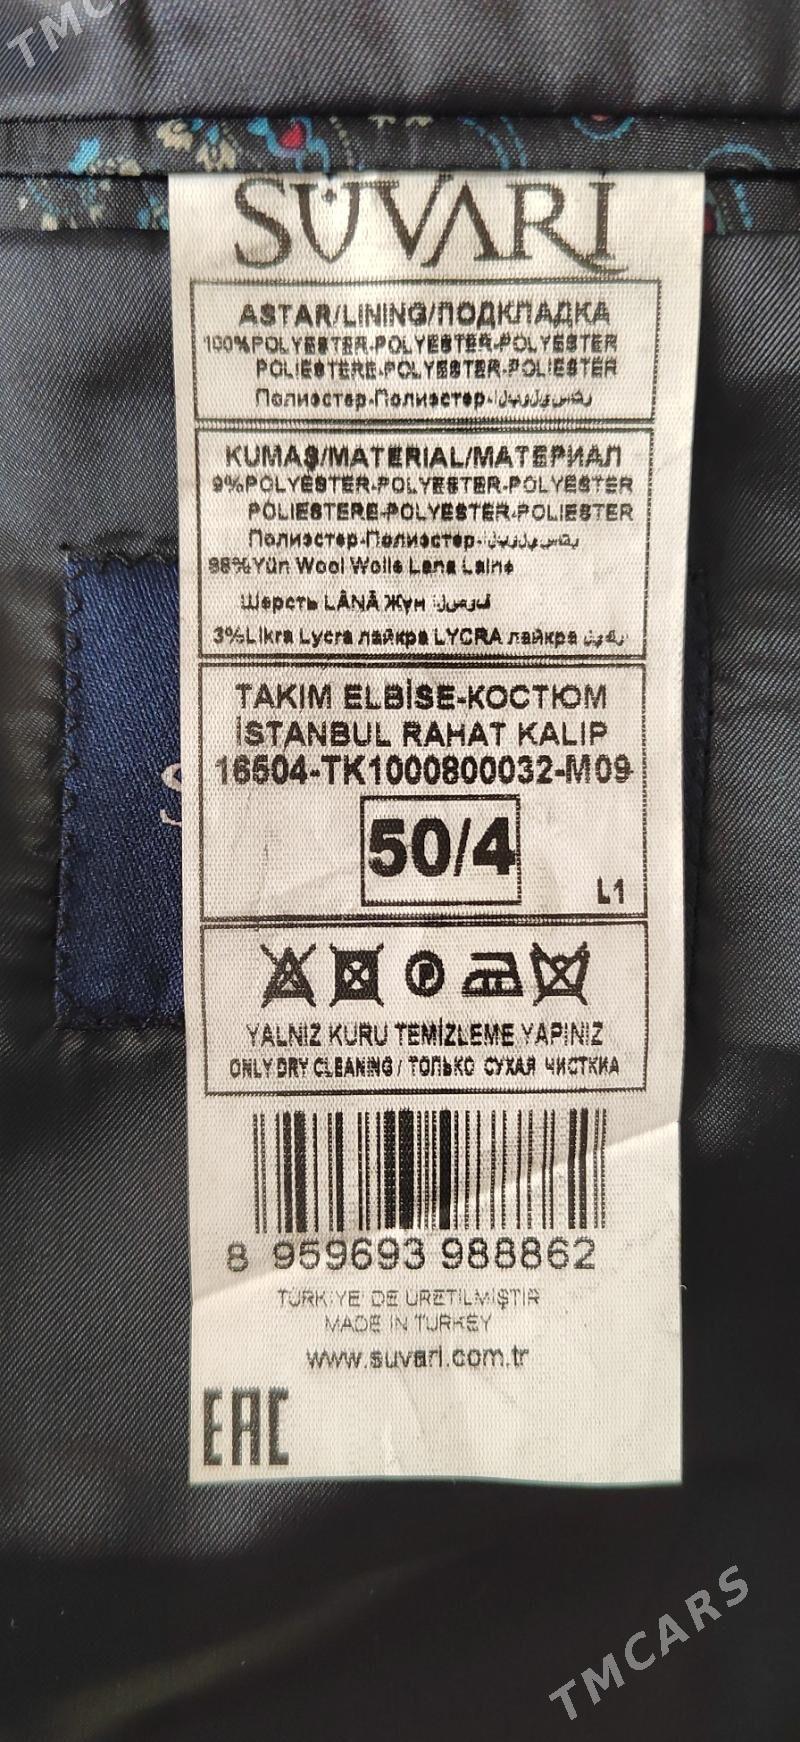 TMCARS
SÜVARİ
ASTAR/LINING/ПОДКЛАДКА
100%POLYESTER-POLYESTER-POLYESTER
POLIESTERE-POLYESTER-POLIESTER
Полиэстер-Полиэстер-
KUMAŞ/MATERIAL/МАТЕРИАЛ
9%POLYESTER-POLYESTER-POLYESTER
POLIESTERE-POLYESTER-POLIESTER
Полиэстер-Полиэстер-
88%Yün Wool Wolle Lana Laine
Шерсть LÂNĂ Жүн
3%Likra Lycra лайкра LYCRA лайкра
TAKIM ELBİSE-КОСТЮМ
İSTANBUL RAHAT KALIP
16504-TK1000800032-M09
50/4
L1
P
YALNIZ KURU TEMİZLEME YAPINIZ
ONLY DRY CLEANING / ТОЛЬКО СУХАЯ ЧИСТКИА
8 959693 988862
TÜRKİYE' DE ÜRETİLMİŞTİR
MADE IN TURKEY
www.suvari.com.tr
EAC
TMCARS